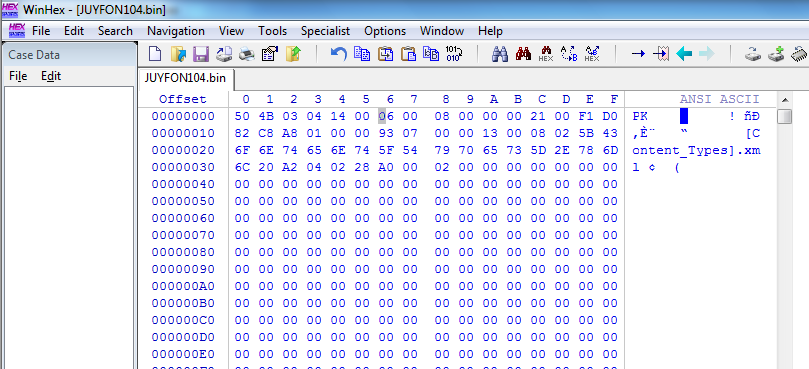 WinHex - [JUYFON104.bin]
File Edit Search Navigation View Tools Specialist Options Window Help
Case Data
File Edit
JUYFON104.bin
Offset 0 1 2 3 4 5 6 7 8 9 A B C D E F ANSI ASCII
00000000 50 4B 03 04 14 00 06 00 08 00 00 00 21 00 F1 D0 PK ! ñÐ
00000010 82 C8 A8 01 00 00 93 07 00 00 13 00 08 02 5B 43 ‚È¨ “ [C
00000020 6F 6E 74 65 6E 74 5F 54 79 70 65 73 5D 2E 78 6D ontent_Types].xm
00000030 6C 20 A2 04 02 28 A0 00 02 00 00 00 00 00 00 00 l ¢ (
00000040 00 00 00 00 00 00 00 00 00 00 00 00 00 00 00 00
00000050 00 00 00 00 00 00 00 00 00 00 00 00 00 00 00 00
00000060 00 00 00 00 00 00 00 00 00 00 00 00 00 00 00 00
00000070 00 00 00 00 00 00 00 00 00 00 00 00 00 00 00 00
00000080 00 00 00 00 00 00 00 00 00 00 00 00 00 00 00 00
00000090 00 00 00 00 00 00 00 00 00 00 00 00 00 00 00 00
000000A0 00 00 00 00 00 00 00 00 00 00 00 00 00 00 00 00
000000B0 00 00 00 00 00 00 00 00 00 00 00 00 00 00 00 00
000000C0 00 00 00 00 00 00 00 00 00 00 00 00 00 00 00 00
000000D0 00 00 00 00 00 00 00 00 00 00 00 00 00 00 00 00
000000E0 00 00 00 00 00 00 00 00 00 00 00 00 00 00 00 00